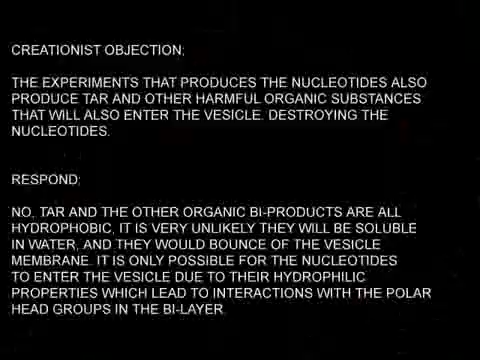 CREATIONIST OBJECTION;
THE EXPERIMENTS THAT PRODUCES THE NUCLEOTIDES ALSO
PRODUCE TAR AND OTHER HARMFUL ORGANIC SUBSTANCES
THAT WILL ALSO ENTER THE VESICLE. DESTROYING THE
NUCLEOTIDES.
RESPOND;
NO, TAR AND THE OTHER ORGANIC BI-PRODUCTS ARE ALL
HYDROPHOBIC, IT IS VERY UNLIKELY THEY WILL BE SOLUBLE
IN WATER, AND THEY WOULD BOUNCE OF THE VESICLE
MEMBRANE. IT IS ONLY POSSIBLE FOR THE NUCLEOTIDES
TO ENTER THE VESICLE DUE TO THEIR HYDROPHILIC
PROPERTIES WHICH LEAD TO INTERACTIONS WITH THE POLAR
HEAD GROUPS IN THE BI-LAYER.